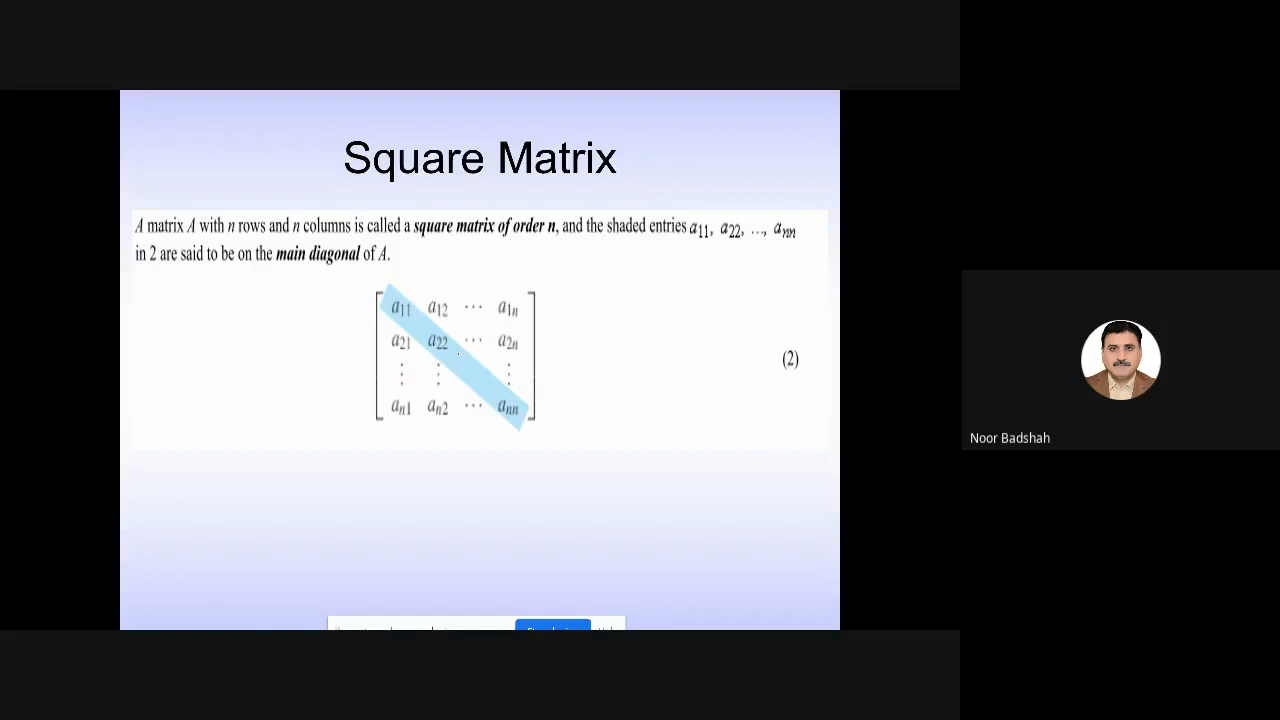 Square Matrix
A matrix A with n rows and n columns is called a square matrix of order n, and the shaded entries a11, a22, ..., ann
in 2 are said to be on the main diagonal of A.
a11 a12 ⋯ a1n
a21 a22 ⋯ a2n
⋮ ⋮ ⋮
an1 an2 ⋯ ann
(2)
Noor Badshah